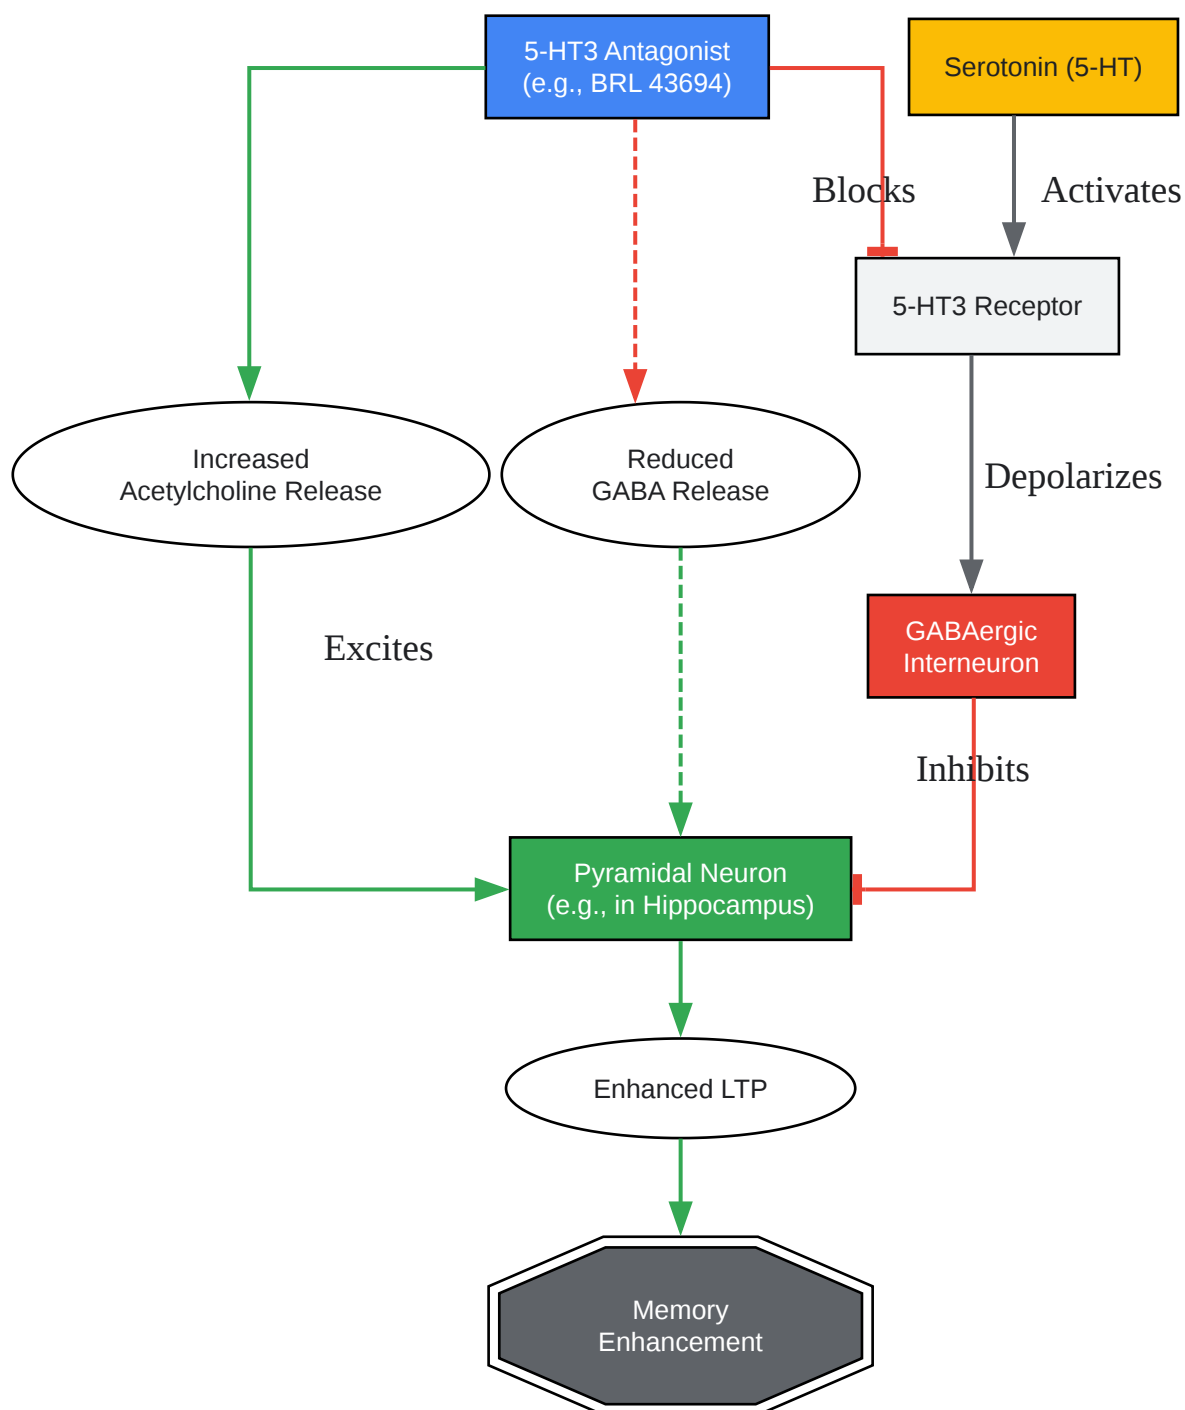 5-HT3 Antagonist
(e.g., BRL 43694)
Serotonin (5-HT)
Blocks
Activates
5-HT3 Receptor
Increased
Acetylcholine Release
Reduced
GABA Release
Depolarizes
Excites
GABAergic
Interneuron
Inhibits
Pyramidal Neuron
(e.g., in Hippocampus)
Enhanced LTP
Memory
Enhancement